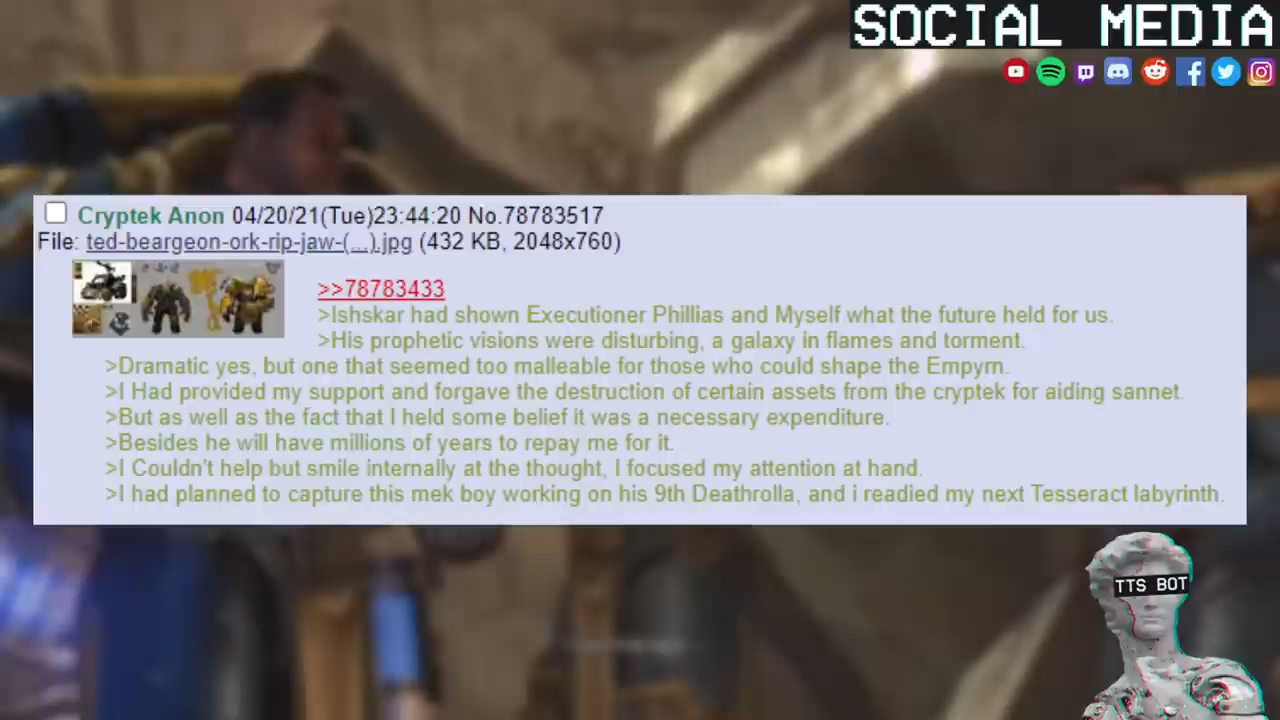 SOCIAL MEDIA
Cryptek Anon 04/20/21(Tue)23:44:20 No.78783517
File: ted-beargeon-ork-rip-jaw-(...).jpg (432 KB, 2048x760)
>>78783433
>Ishskar had shown Executioner Phillias and Myself what the future held for us.
>His prophetic visions were disturbing, a galaxy in flames and torment.
>Dramatic yes, but one that seemed too malleable for those who could shape the Empyrn.
>I Had provided my support and forgave the destruction of certain assets from the cryptek for aiding sannet.
>But as well as the fact that I held some belief it was a necessary expenditure.
>Besides he will have millions of years to repay me for it.
>I Couldn't help but smile internally at the thought, I focused my attention at hand.
>I had planned to capture this mek boy working on his 9th Deathrolla, and i readied my next Tesseract labyrinth.
TTS BOT